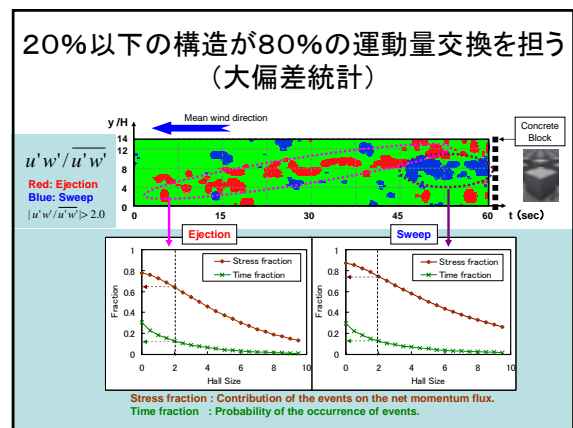 20%以下の構造が80%の運動量交換を担う
(大偏差統計)
y /H
Mean wind direction
Concrete
Block
14
12
8
4
0
0 15 30 45 60 t (sec)
u'w'/u'w'
Red: Ejection
Blue: Sweep
|u'w'/u'w'|>2.0
Ejection
Sweep
Fraction
1
0.8
0.6
0.4
0.2
0
Stress fraction
Time fraction
0 2 4 6 8 10
Hall Size
1
0.8
0.6
0.4
0.2
0
Stress fraction
Time fraction
0 2 4 6 8 10
Hall Size
Stress fraction : Contribution of the events on the net momentum flux.
Time fraction : Probability of the occurrence of events.